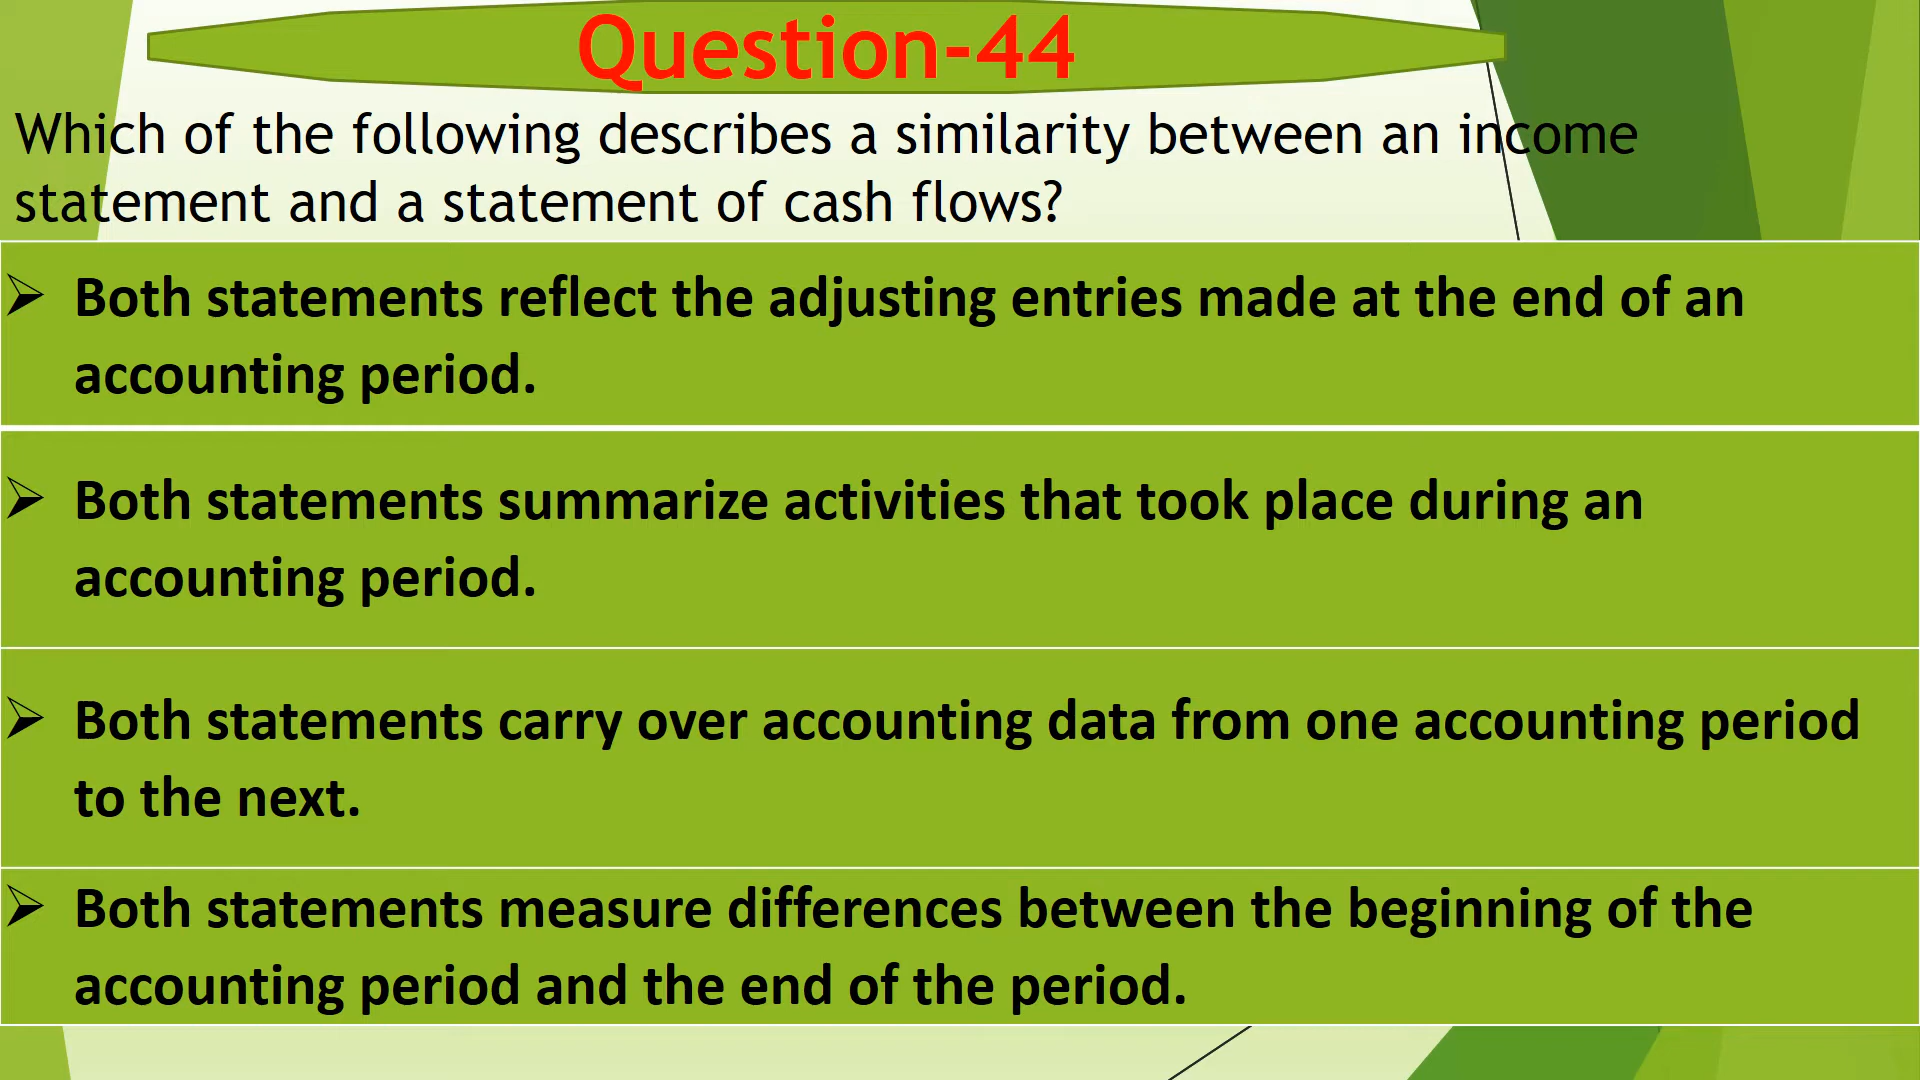 Question-44
Which of the following describes a similarity between an income
statement and a statement of cash flows?
➢ Both statements reflect the adjusting entries made at the end of an
accounting period.
➢ Both statements summarize activities that took place during an
accounting period.
➢ Both statements carry over accounting data from one accounting period
to the next.
➢ Both statements measure differences between the beginning of the
accounting period and the end of the period.